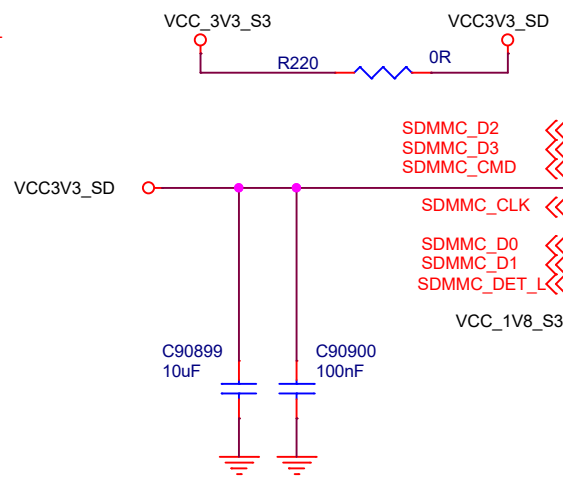 VCC_3V3_S3
VCC3V3_SD
R220
0R
SDMMC_D2
SDMMC_D3
SDMMC_CMD
VCC3V3_SD
SDMMC_CLK
SDMMC_D0
SDMMC_D1
SDMMC_DET_L
VCC_1V8_S3
C90899
10uF
C90900
100nF